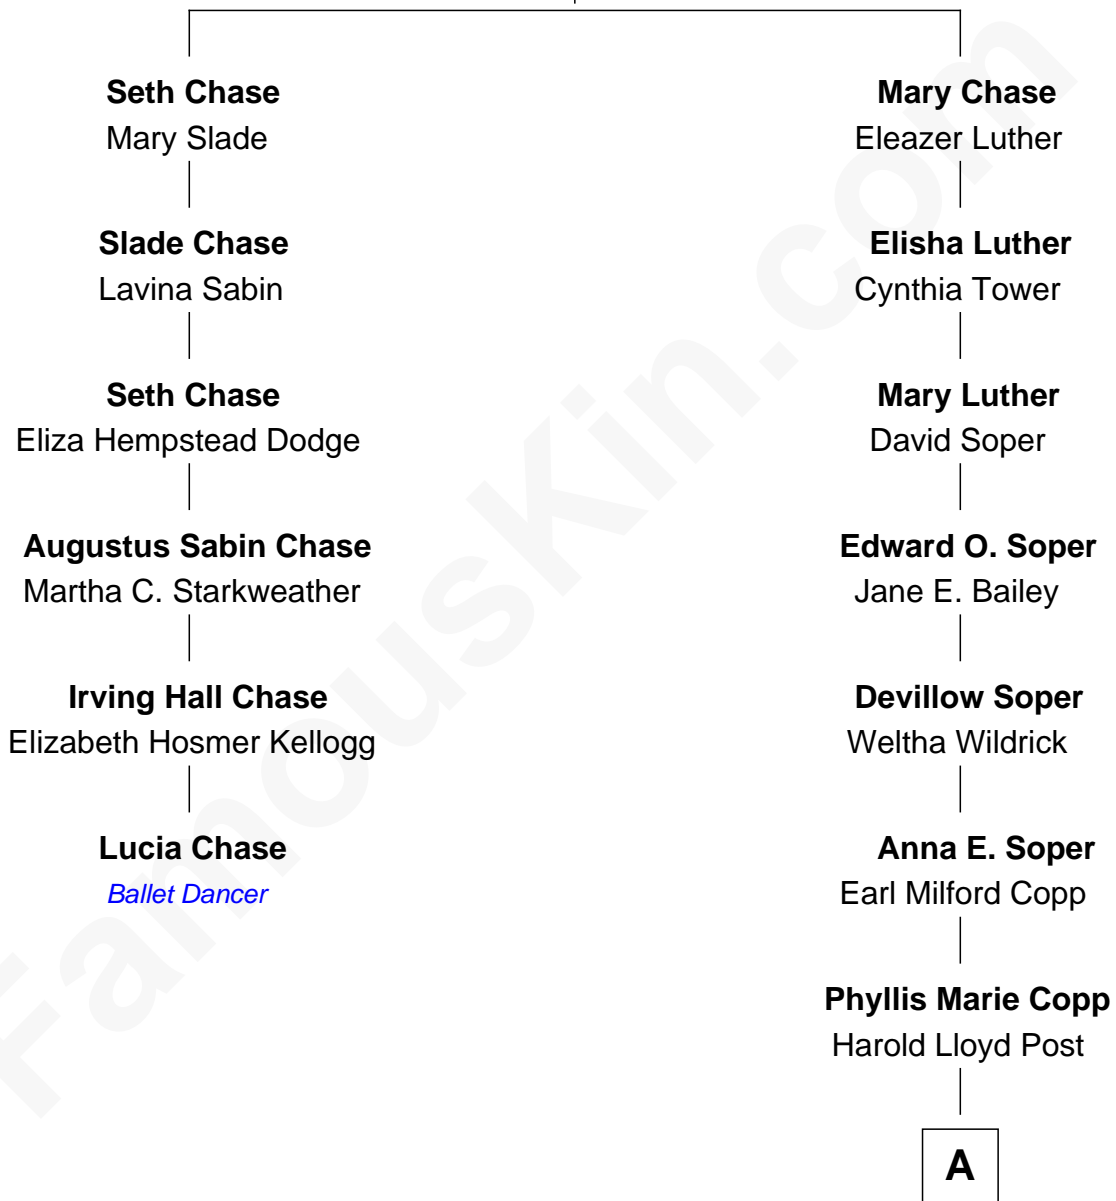 Seth Chase
Mary Slade
Mary Chase
Eleazer Luther
Slade Chase
Lavina Sabin
Elisha Luther
Cynthia Tower
Seth Chase
Eliza Hempstead Dodge
Mary Luther
David Soper
Augustus Sabin Chase
Martha C. Starkweather
Edward O. Soper
Jane E. Bailey
Irving Hall Chase
Elizabeth Hosmer Kellogg
Devillow Soper
Weltha Wildrick
Lucia Chase
Ballet Dancer
Anna E. Soper
Earl Milford Copp
Phyllis Marie Copp
Harold Lloyd Post
A
FamousKin.com